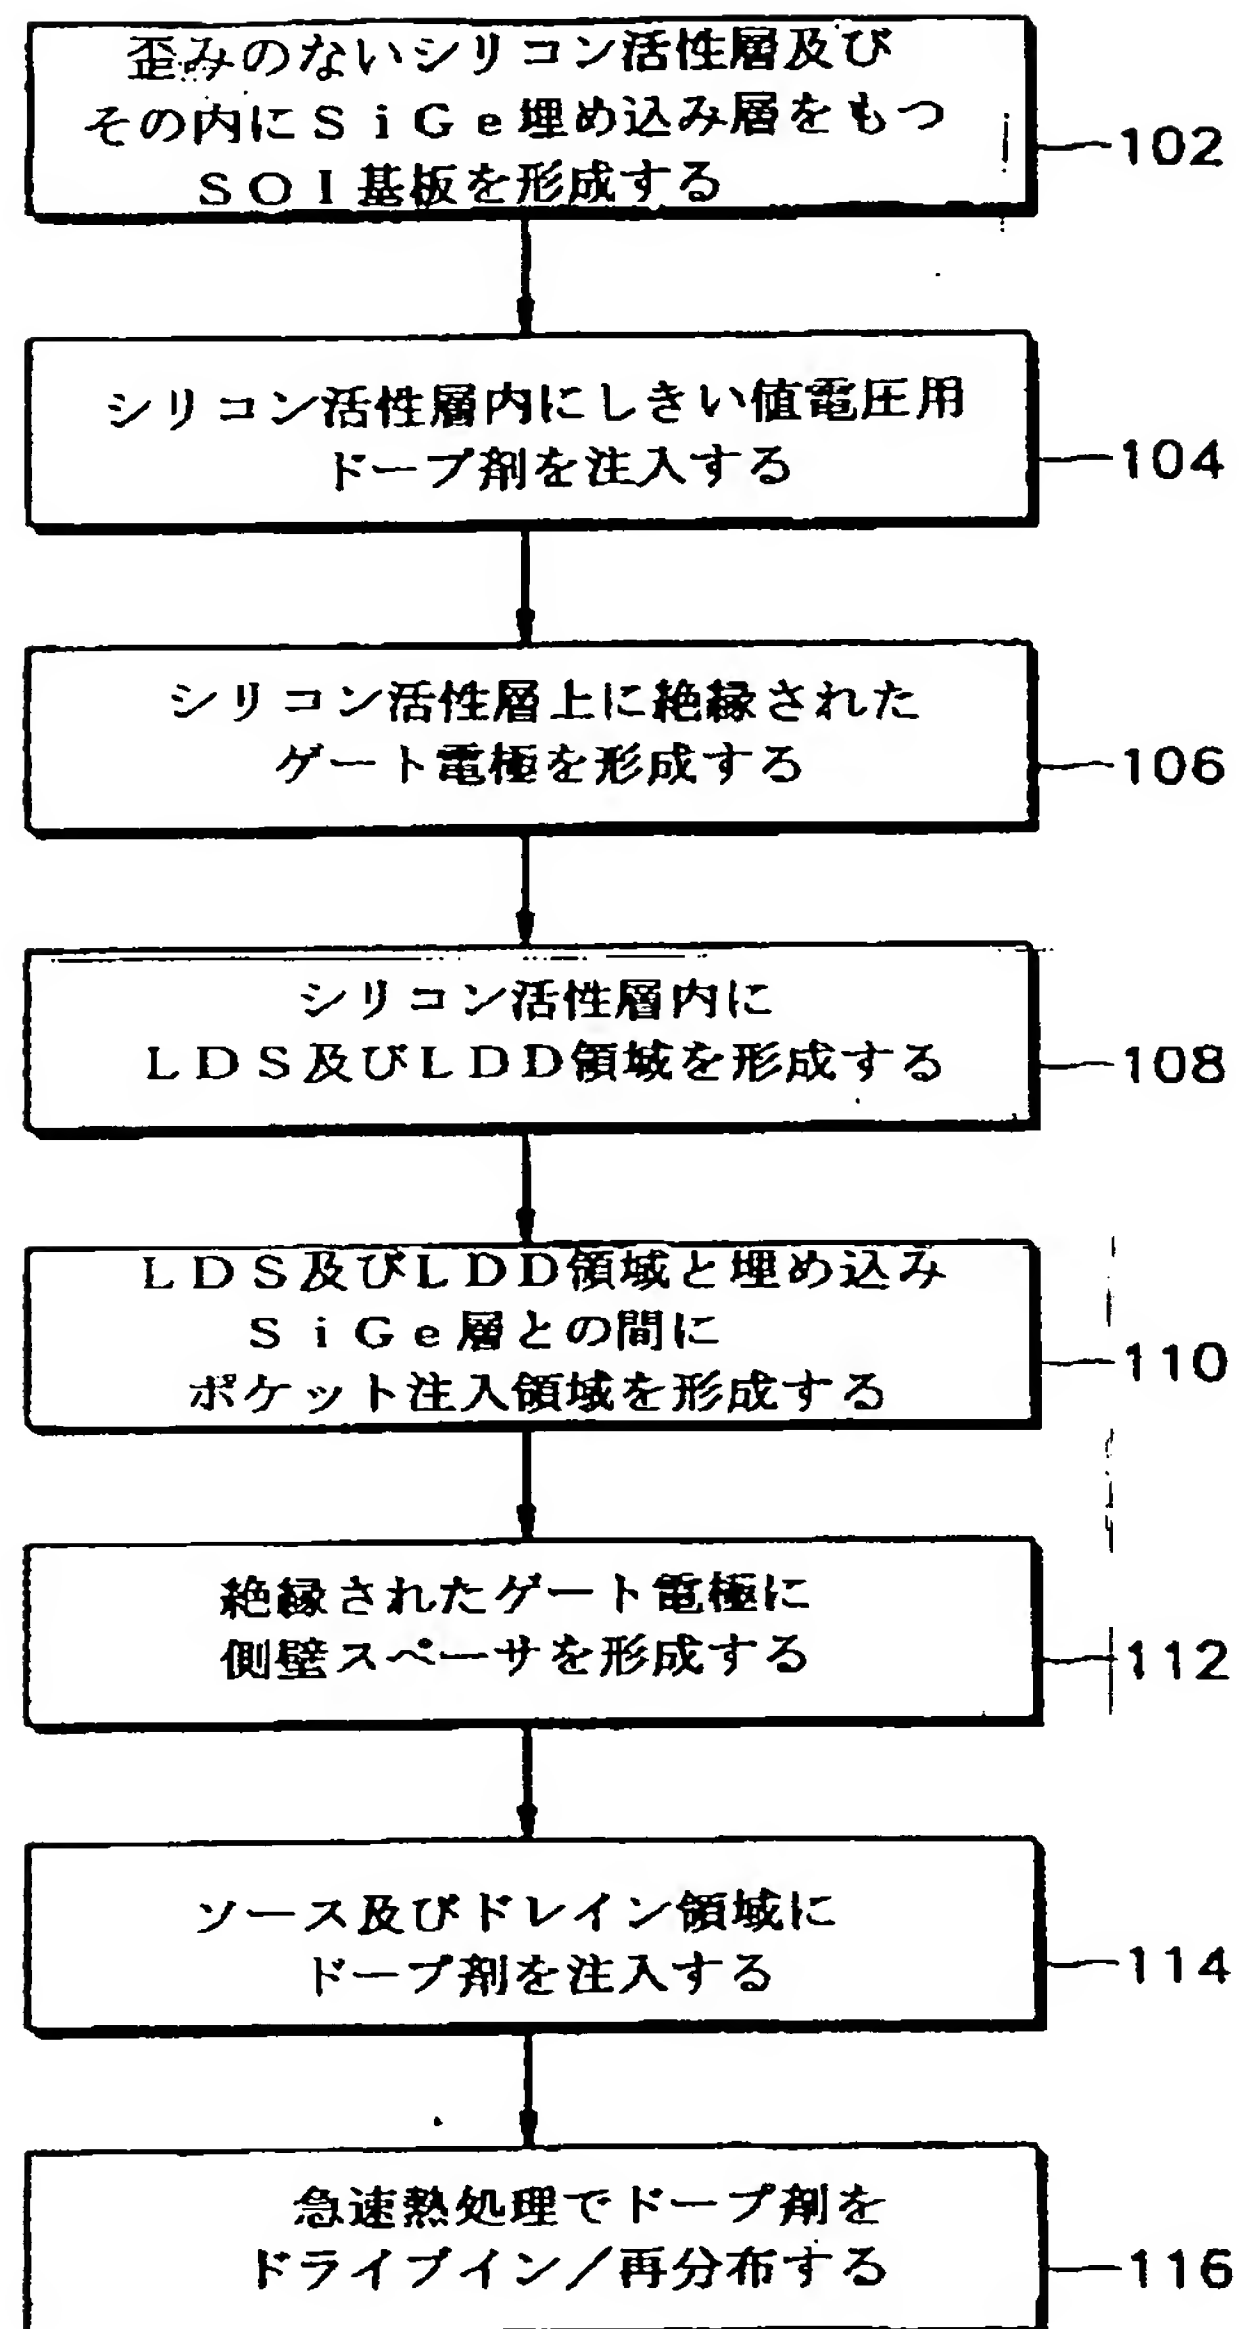 歪みのないシリコン活性層及び
その内にSiGe埋め込み層をもつ
SOI基板を形成する
102
シリコン活性層内にしきい値電圧用
ドープ剤を注入する
104
シリコン活性層上に絶縁された
ゲート電極を形成する
106
シリコン活性層内に
LDS及びLDD領域を形成する
108
LDS及びLDD領域と埋め込み
SiGe層との間に
ポケット注入領域を形成する
110
絶縁されたゲート電極に
側壁スペーサを形成する
112
ソース及びドレイン領域に
ドープ剤を注入する
114
急速熱処理でドープ剤を
ドライブイン/再分布する
116